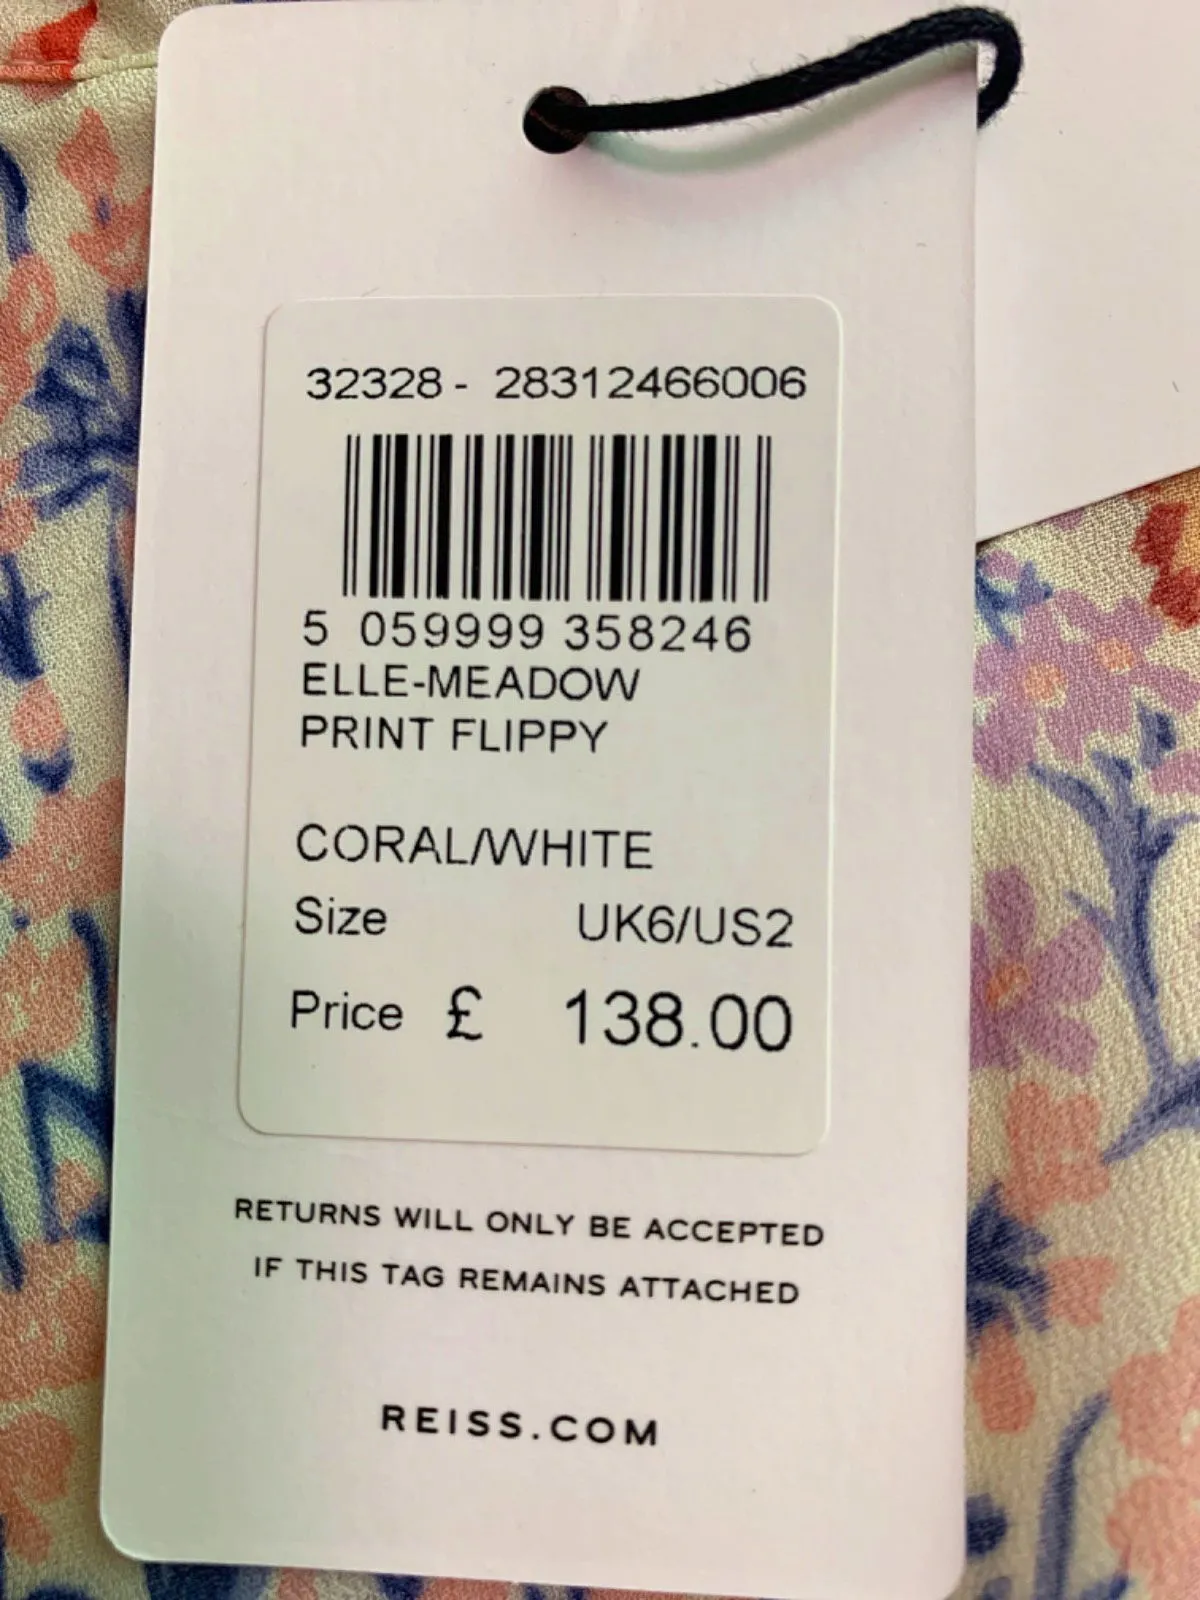 32328 - 28312466006
5 059999 358246
ELLE-MEADOW
PRINT FLIPPY
CORAL/WHITE
Size UK6/US2
Price £ 138.00
RETURNS WILL ONLY BE ACCEPTED
IF THIS TAG REMAINS ATTACHED
REISS.COM